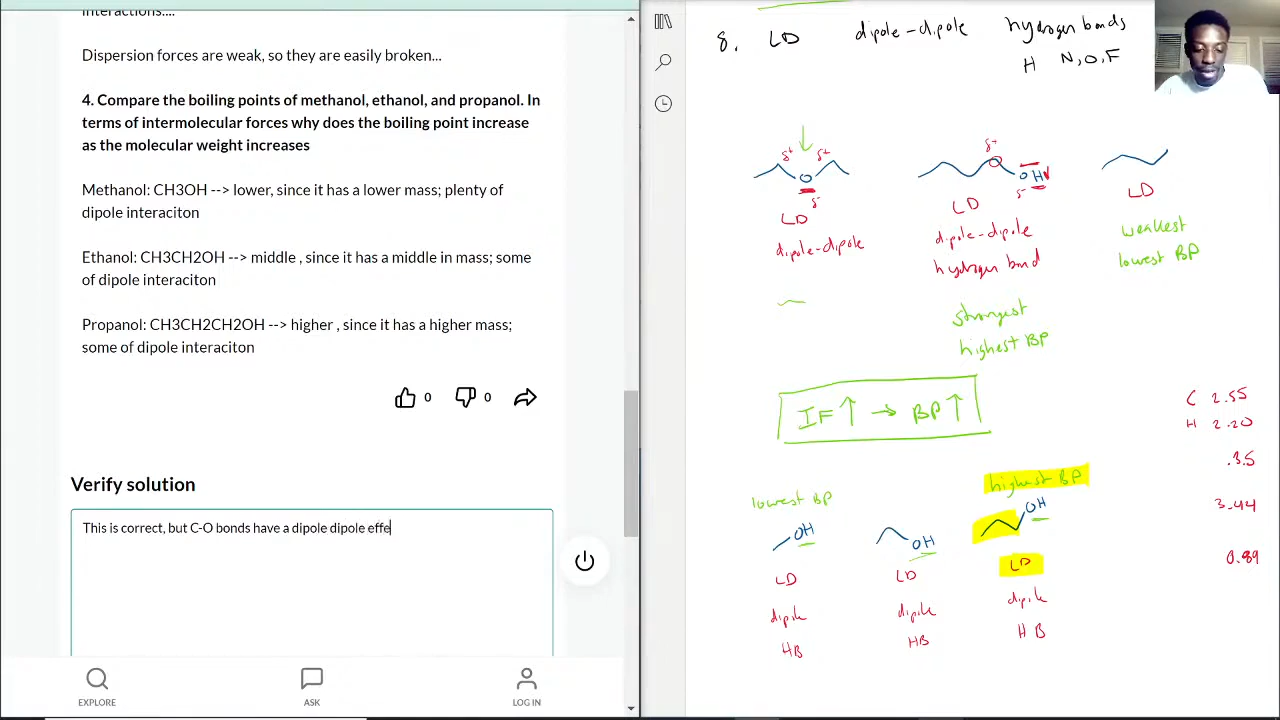 interactions....
Dispersion forces are weak, so they are easily broken...
4. Compare the boiling points of methanol, ethanol, and propanol. In
terms of intermolecular forces why does the boiling point increase
as the molecular weight increases
Methanol: CH3OH --> lower, since it has a lower mass; plenty of
dipole interaciton
Ethanol: CH3CH2OH --> middle , since it has a middle in mass; some
of dipole interaciton
Propanol: CH3CH2CH2OH --> higher , since it has a higher mass;
some of dipole interaciton
0 0
Verify solution
This is correct, but C-O bonds have a dipole dipole effe
EXPLORE ASK LOG IN
8. LD dipole-dipole hydrogen bonds
H N, O, F
δ+ δ+ δ+
O OH
δ- δ-
LD LD LD
dipole-dipole dipole-dipole weakest
hydrogen bond lowest BP
strongest
highest BP
IF ↑ → BP ↑
C 2.55
H 2.20
.35
3.44
0.89
lowest BP highest BP
OH OH OH
LD LD LD
dipole dipole dipole
HB HB HB